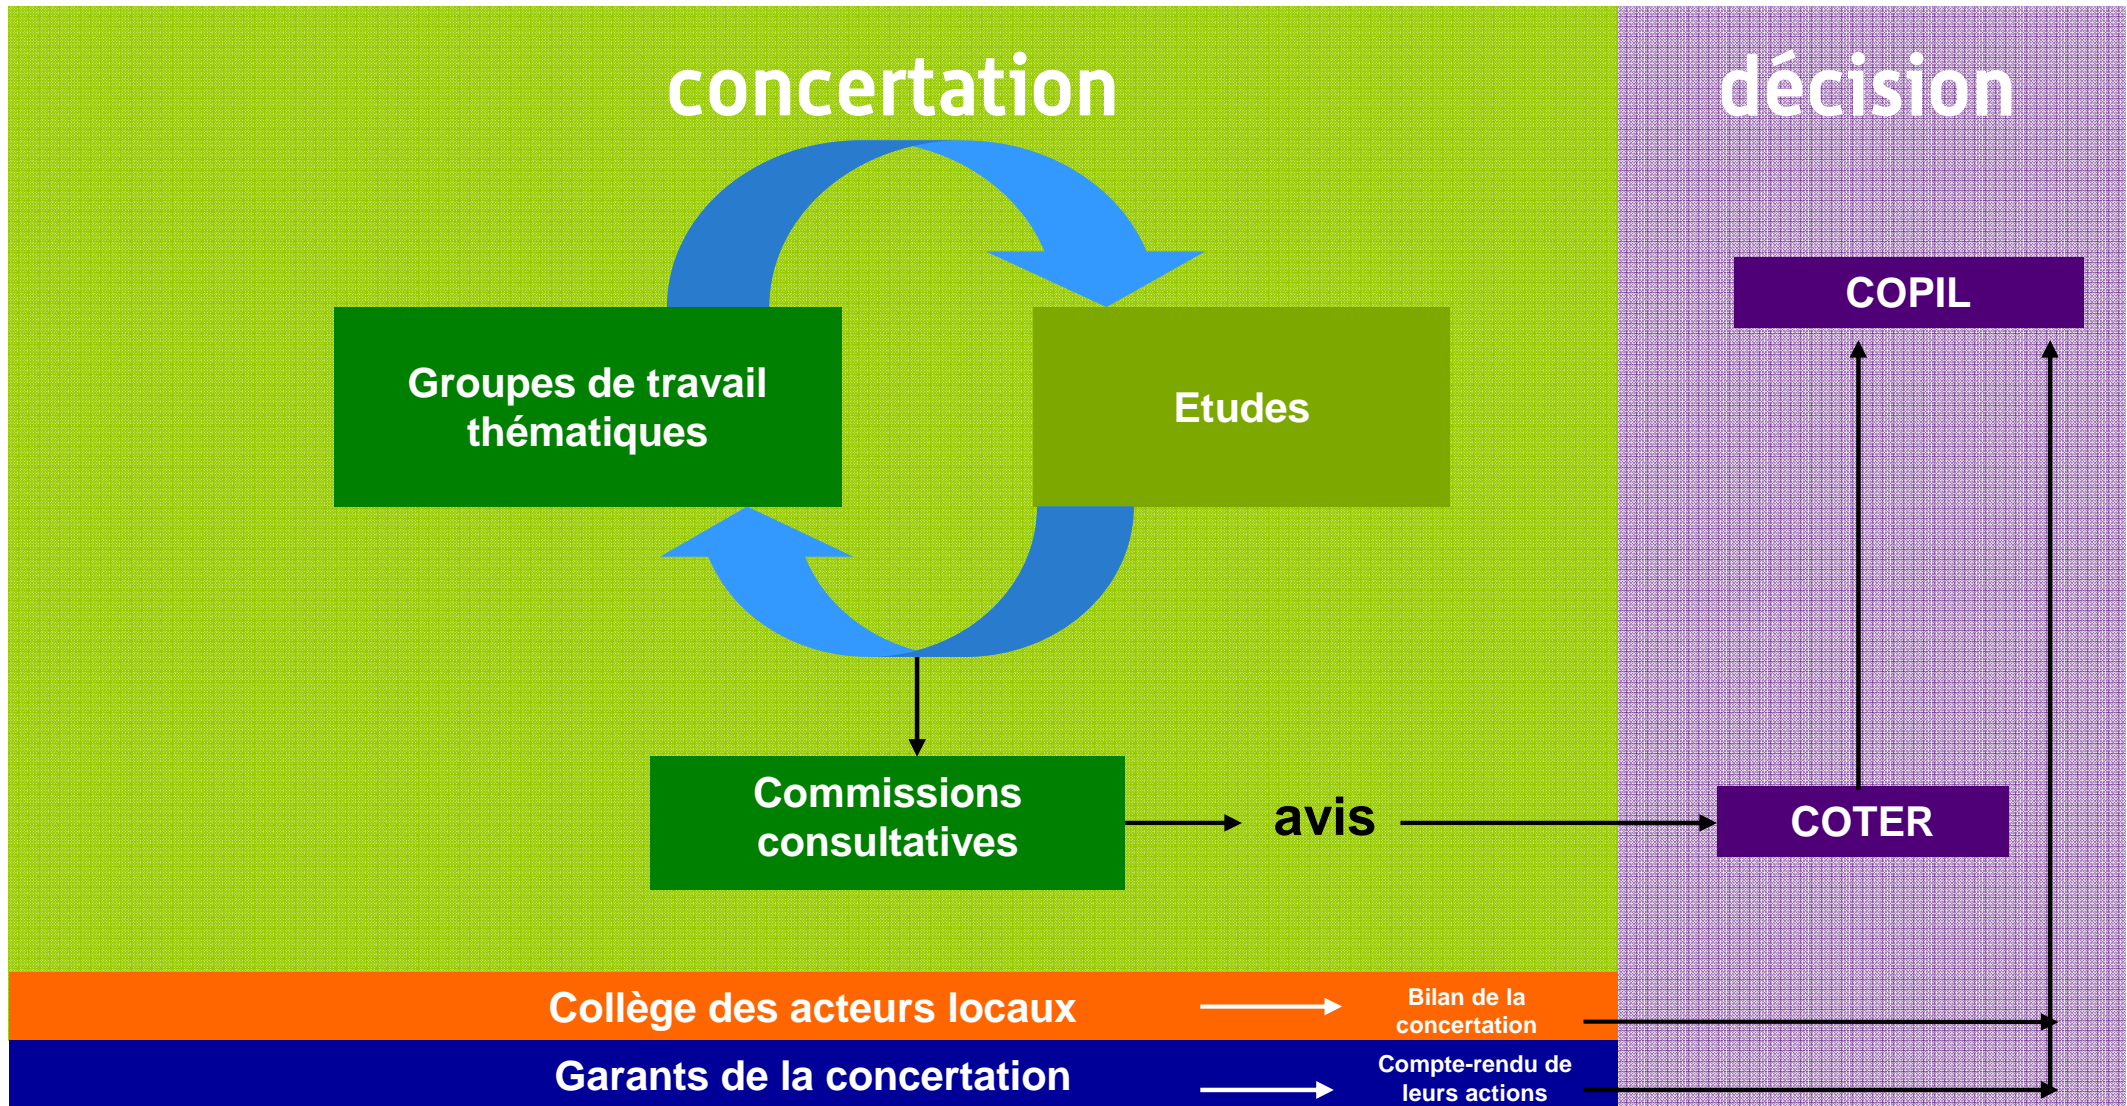 concertation
décision
COPIL
Groupes de travail
thématiques
Etudes
Commissions
consultatives
avis
COTER
Collège des acteurs locaux
Bilan de la
concertation
Garants de la concertation
Compte-rendu de
leurs actions